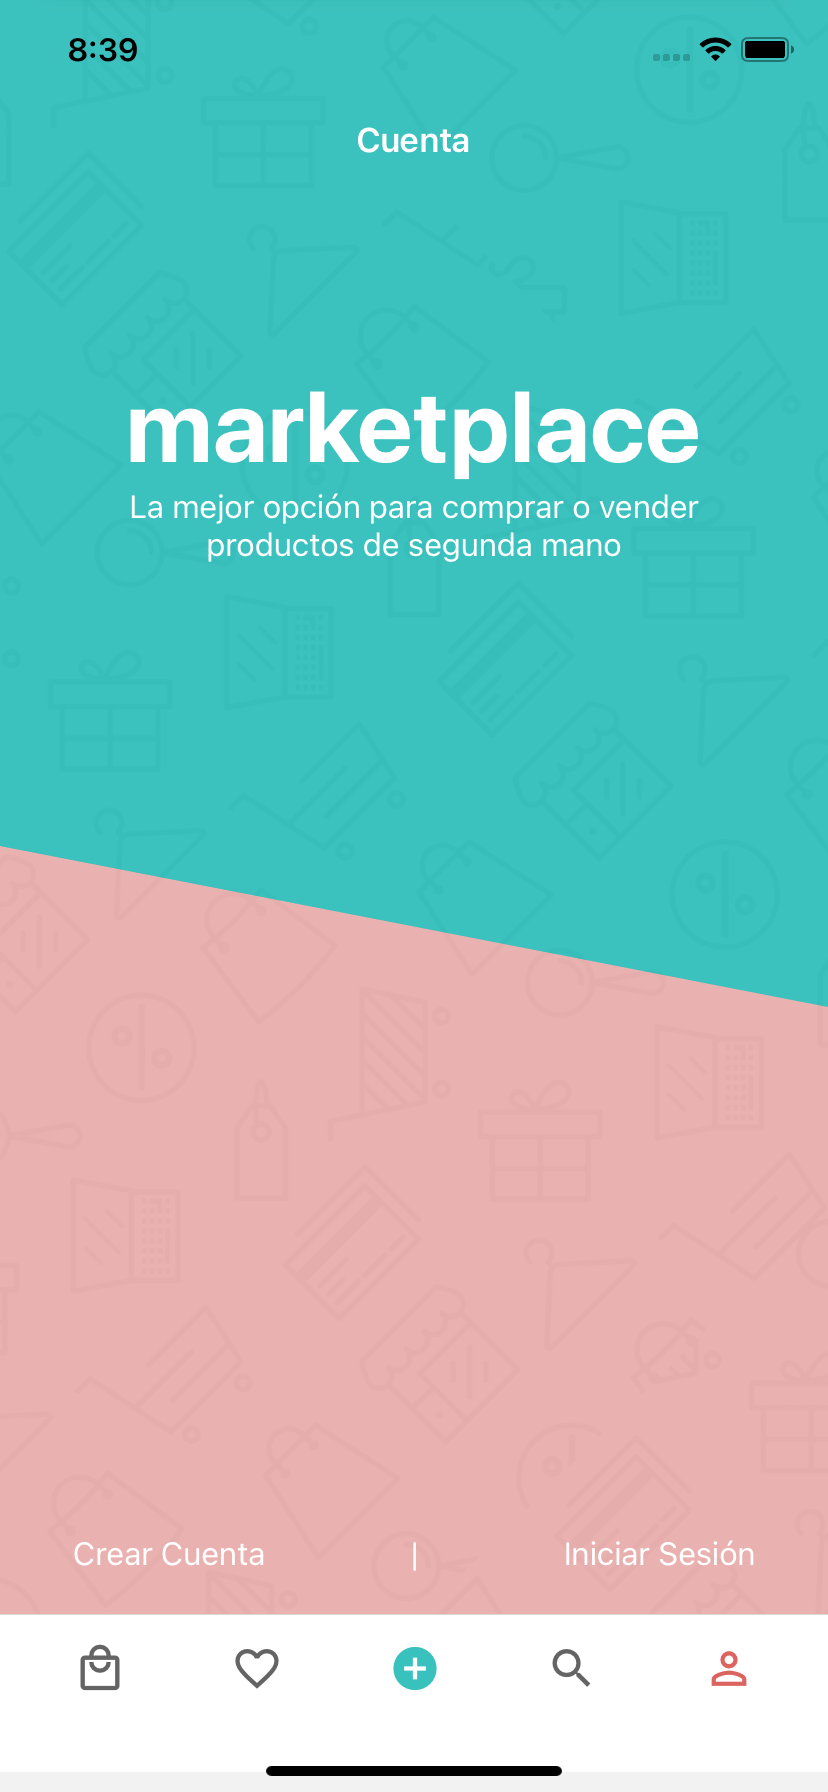 8:39
Cuenta
marketplace
La mejor opción para comprar o vender
productos de segunda mano
Crear Cuenta | Iniciar Sesión